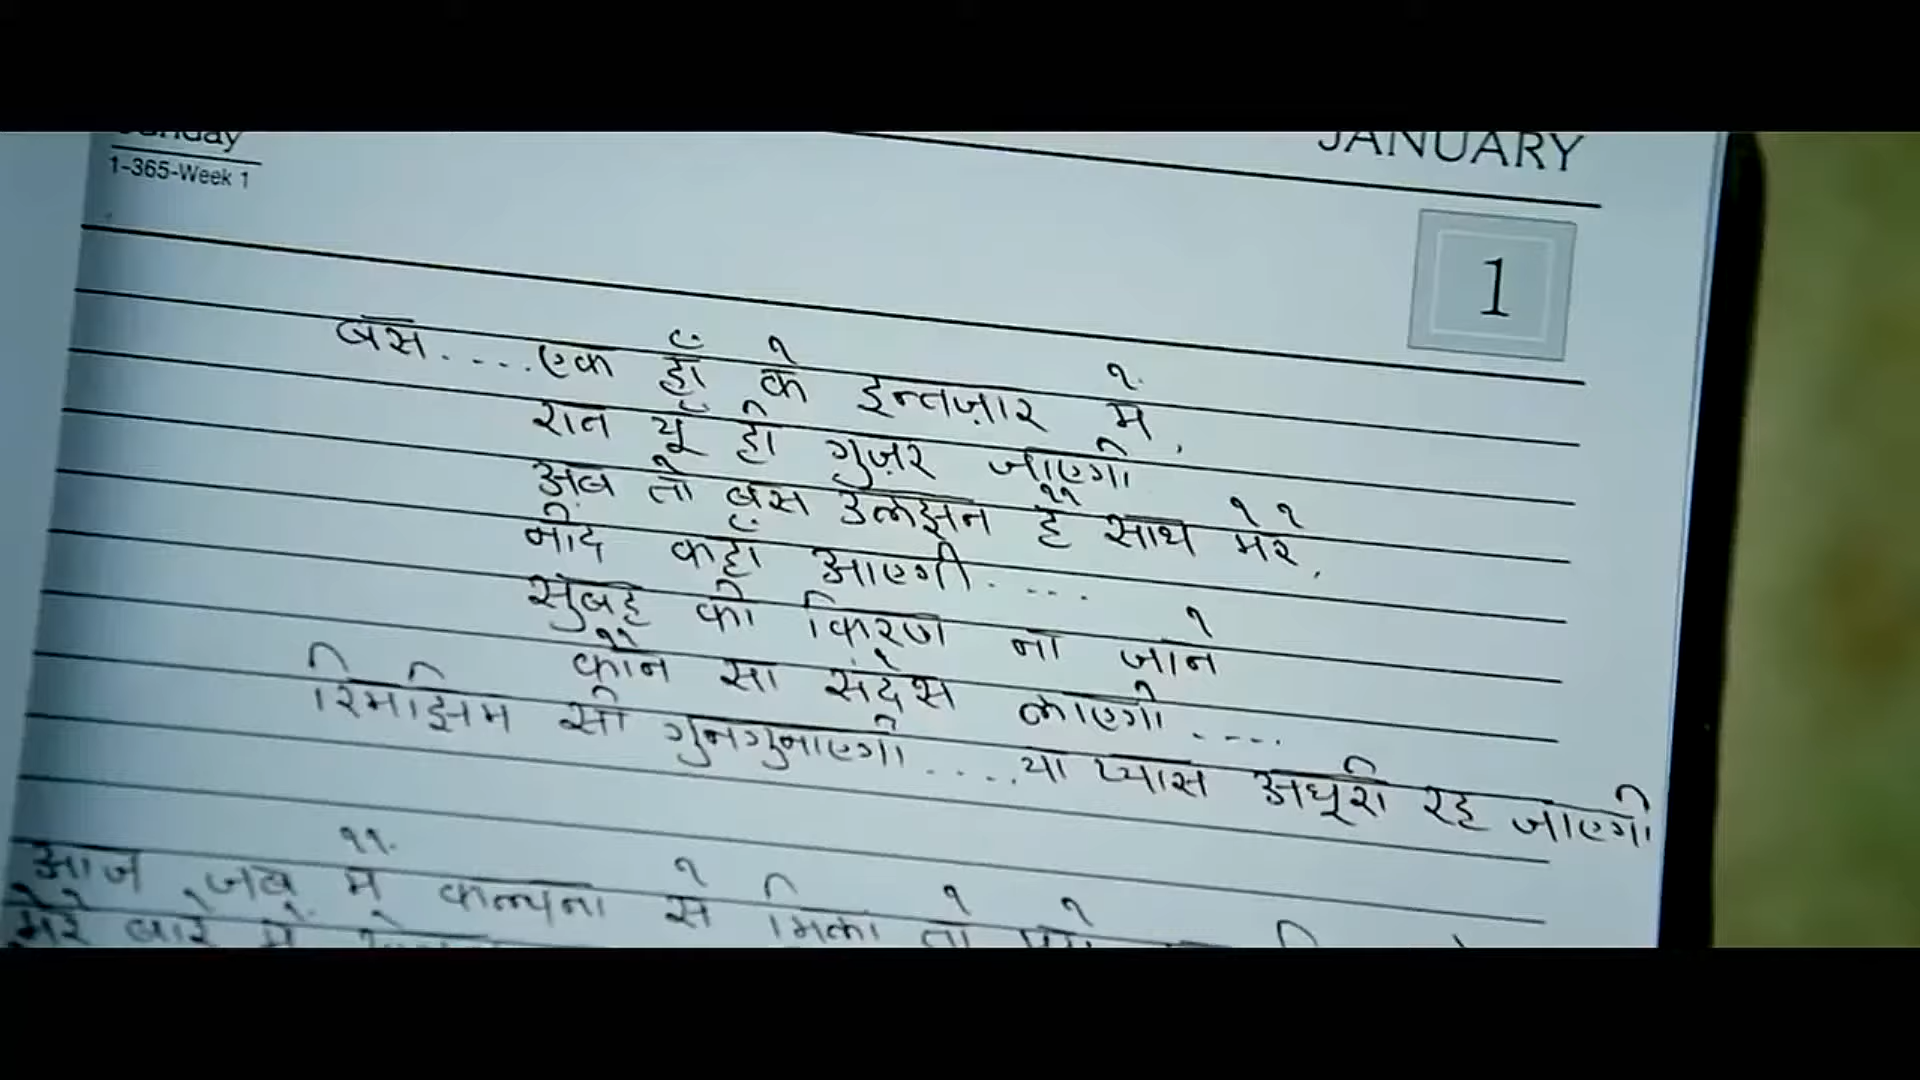 JANUARY
1-365-Week 1
1
बस....एक हाँ के इन्तज़ार में,
रात यूँ ही गुज़र जाएगी
अब तो बस उलझन है साथ मेरे,
नींद कहाँ आएगी....
सुबह की किरण ना जाने
कौन सा संदेस लाएगी....
रिमझिम सी गुनगुनाएगी....या प्यास अधूरी रह जाएगी
आज जब मैं कल्पना से मिला तो
मेरे बारे में